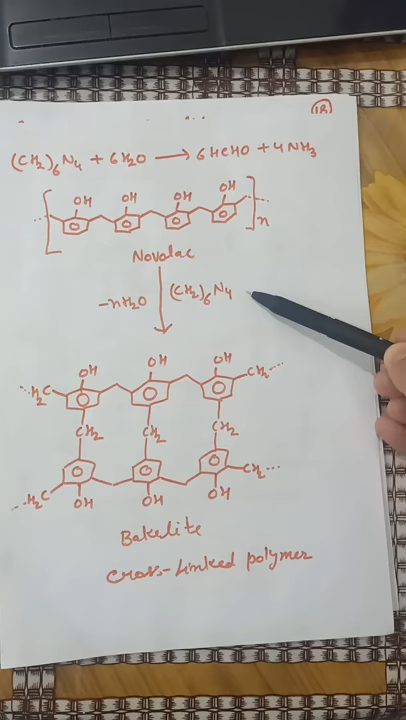 12
(CH₂)₆N₄ + 6H₂O ⟶ 6HCHO + 4NH₃
OH OH OH OH
n
Novolac
-nH₂O (CH₂)₆N₄
OH OH OH
H₂C CH₂
CH₂ CH₂ CH₂
H₂C CH₂
OH OH OH
Bakelite
cross-linked polymer